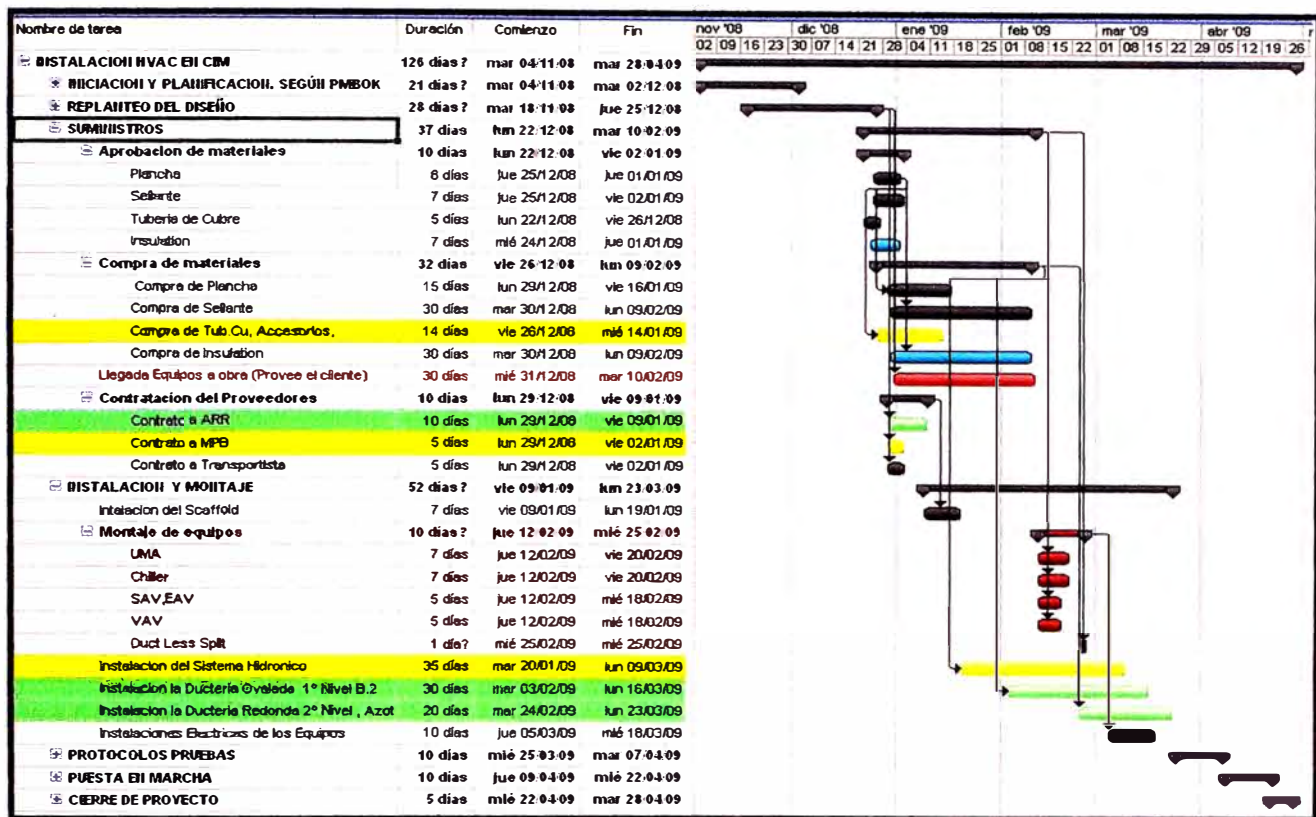 Nombre de tarea Duración Comienzo Fin nov '08 dic '08 ene '09 feb '09 mar '09 abr '09
02 09 16 23 30 07 14 21 28 04 11 18 25 01 08 15 22 01 08 15 22 29 05 12 19 26
INSTALACION HVAC EN CIM 126 días? mar 04/11/08 mar 28/04/09
INICIACION Y PLANIFICACION. SEGÚN PMBOK 21 días? mar 04/11/08 mar 02/12/08
REPLANTEO DEL DISEÑO 28 días? mar 18/11/08 jue 25/12/08
SUMINISTROS 37 días lun 22/12/08 mar 10/02/09
Aprobacion de materiales 10 días lun 22/12/08 vie 02/01/09
Plancha 6 días jue 25/12/08 jue 01/01/09
Sellante 7 días jue 25/12/08 vie 02/01/09
Tuberia de Cubre 5 días lun 22/12/08 vie 26/12/08
Insulation 7 días mié 24/12/08 jue 01/01/09
Compra de materiales 32 días vie 26/12/08 lun 09/02/09
Compra de Plancha 15 días lun 29/12/08 vie 16/01/09
Compra de Sellante 30 días mar 30/12/08 lun 09/02/09
Compra de Tub Cu, Accesorios, 14 días vie 26/12/08 mié 14/01/09
Compra de Insulation 30 días mar 30/12/08 lun 09/02/09
Llegada Equipos a obra (Provee el cliente) 30 días mié 31/12/08 mar 10/02/09
Contratacion del Proveedores 10 días lun 29/12/08 vie 09/01/09
Contrato a ARR 10 días lun 29/12/08 vie 09/01/09
Contrato a MPB 5 días lun 29/12/08 vie 02/01/09
Contrato a Transportista 5 días lun 29/12/08 vie 02/01/09
INSTALACION Y MONTAJE 52 días? vie 09/01/09 lun 23/03/09
Intalacion del Scaffold 7 días vie 09/01/09 lun 19/01/09
Montaje de equipos 10 días? jue 12/02/09 mié 25/02/09
UMA 7 días jue 12/02/09 vie 20/02/09
Chiller 7 días jue 12/02/09 vie 20/02/09
SAV,EAV 5 días jue 12/02/09 mié 18/02/09
VAV 5 días jue 12/02/09 mié 18/02/09
Duct Less Split 1 día? mié 25/02/09 mié 25/02/09
Instalacion del Sistema Hidronico 35 días mar 20/01/09 lun 09/03/09
Instalacion la Ducteria Ovalada 1° Nivel B.2 30 días mar 03/02/09 lun 16/03/09
Instalacion la Ducteria Redonda 2° Nivel , Azot 20 días mar 24/02/09 lun 23/03/09
Instalaciones Electricas de los Equipos 10 días jue 05/03/09 mié 18/03/09
PROTOCOLOS PRUEBAS 10 días mié 25/03/09 mar 07/04/09
PUESTA EN MARCHA 10 días jue 09/04/09 mié 22/04/09
CIERRE DE PROYECTO 5 días mié 22/04/09 mar 28/04/09